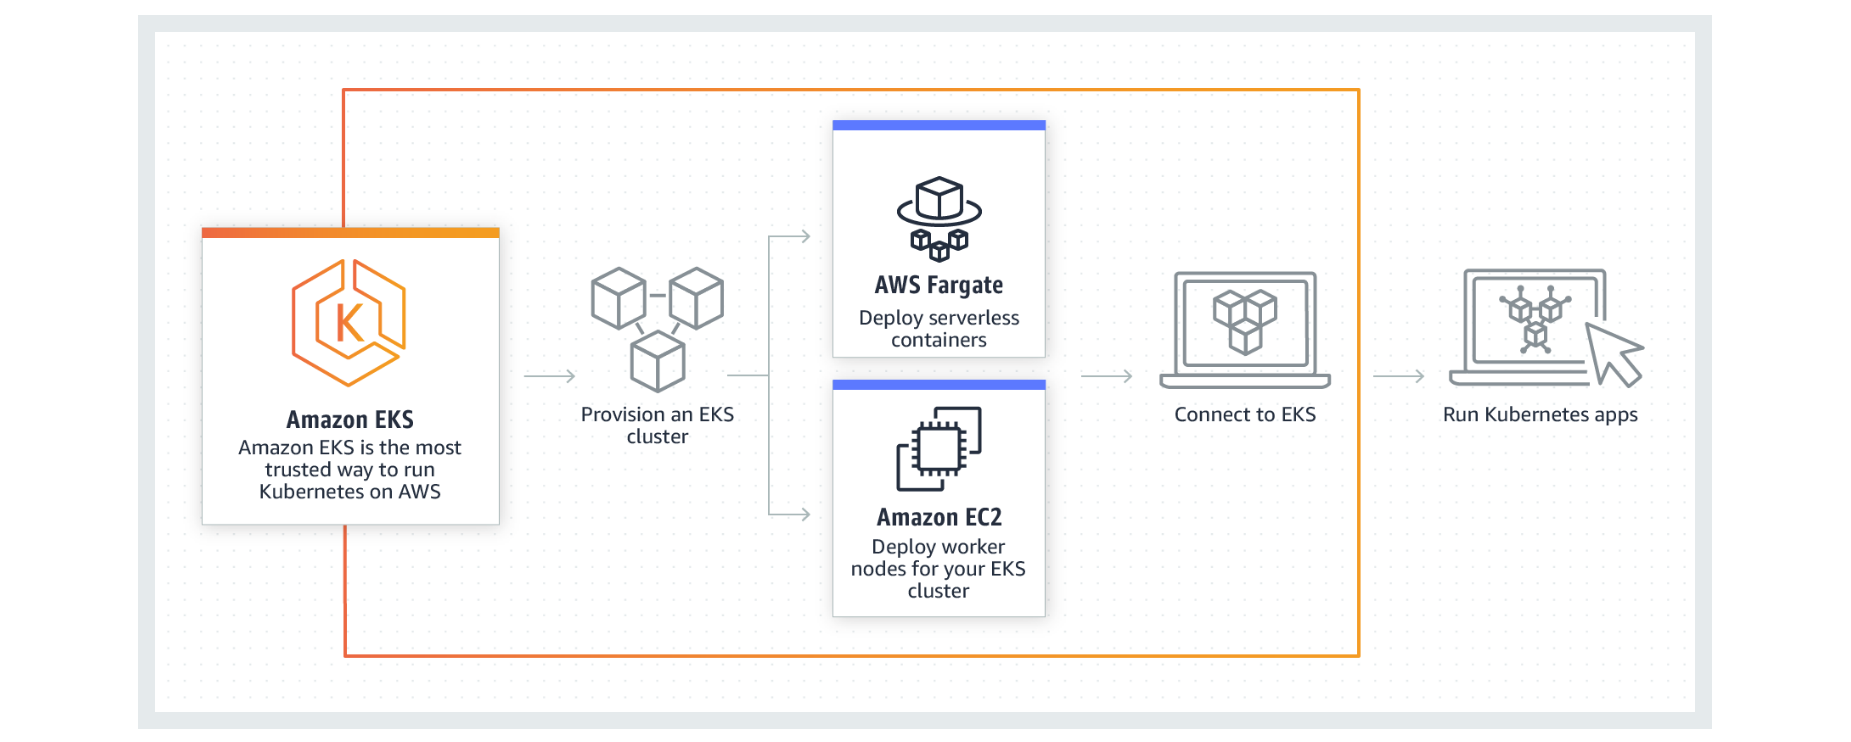 K
Amazon EKS
Amazon EKS is the most
trusted way to run
Kubernetes on AWS
Provision an EKS
cluster
AWS Fargate
Deploy serverless
containers
Amazon EC2
Deploy worker
nodes for your EKS
cluster
Connect to EKS
Run Kubernetes apps